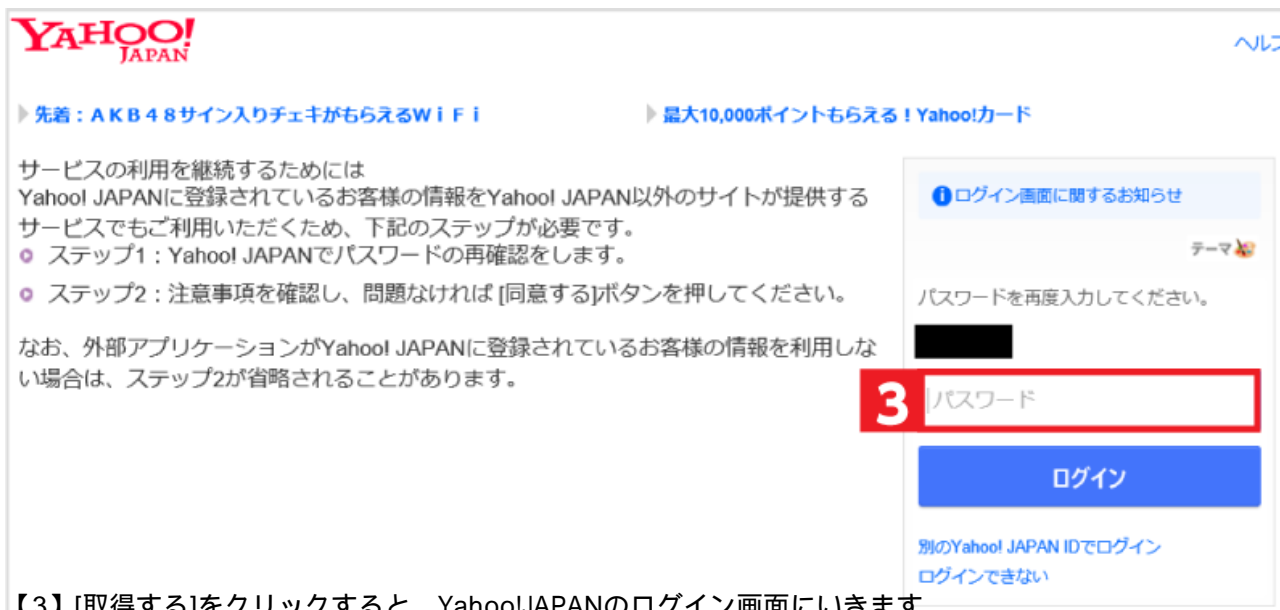 YAHOO!
JAPAN
ヘルプ
先着：ＡＫＢ４８サイン入りチェキがもらえるＷｉＦｉ
最大10,000ポイントもらえる！Yahoo!カード
サービスの利用を継続するためには
Yahoo! JAPANに登録されているお客様の情報をYahoo! JAPAN以外のサイトが提供する
サービスでもご利用いただくため、下記のステップが必要です。
ステップ1：Yahoo! JAPANでパスワードの再確認をします。
ステップ2：注意事項を確認し、問題なければ [同意する]ボタンを押してください。
なお、外部アプリケーションがYahoo! JAPANに登録されているお客様の情報を利用しな
い場合は、ステップ2が省略されることがあります。
ログイン画面に関するお知らせ
テーマ
パスワードを再度入力してください。
3
パスワード
ログイン
別のYahoo! JAPAN IDでログイン
ログインできない
【3】[取得する]をクリックすると、Yahoo!JAPANのログイン画面にいきます